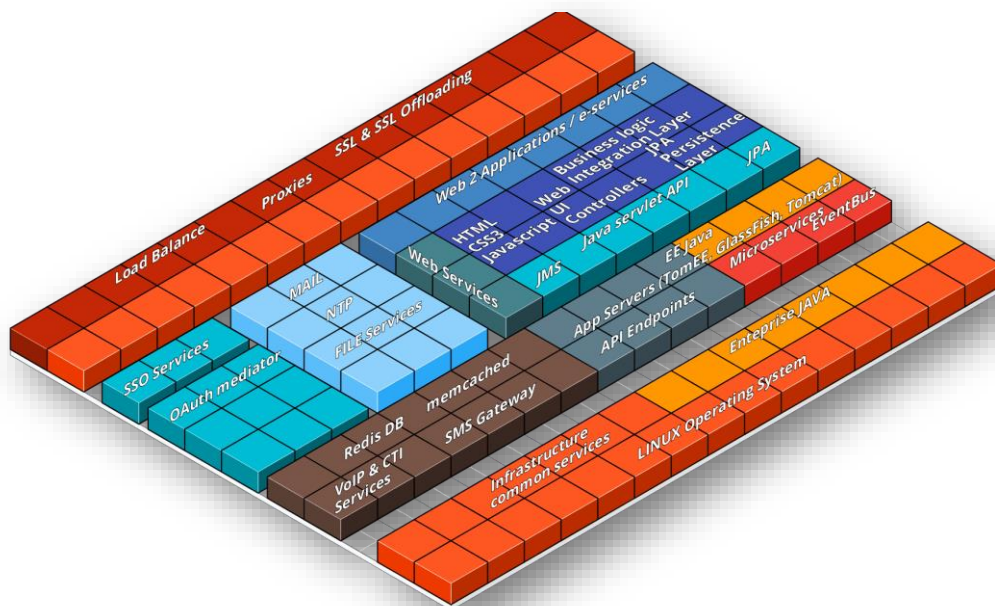 SSL & SSL Offloading
Proxies
Load Balance
Web 2 Applications / e-services
Business logic
Web Integration Layer
JPA
Persistence
Layer
HTML
CSS3
Javascript UI
Controllers
Java servlet API
JPA
JMS
Web Services
MAIL
NTP
FILE Services
SSO Services
OAuth mediator
EE Java
App Servers (TomEE, GlassFish, Tomcat)
Microservices
EventBus
API Endpoints
memcached
Redis DB
SMS Gateway
VoIP & CTI
Services
Enteprise JAVA
LINUX Operating System
Infrastructure
common services